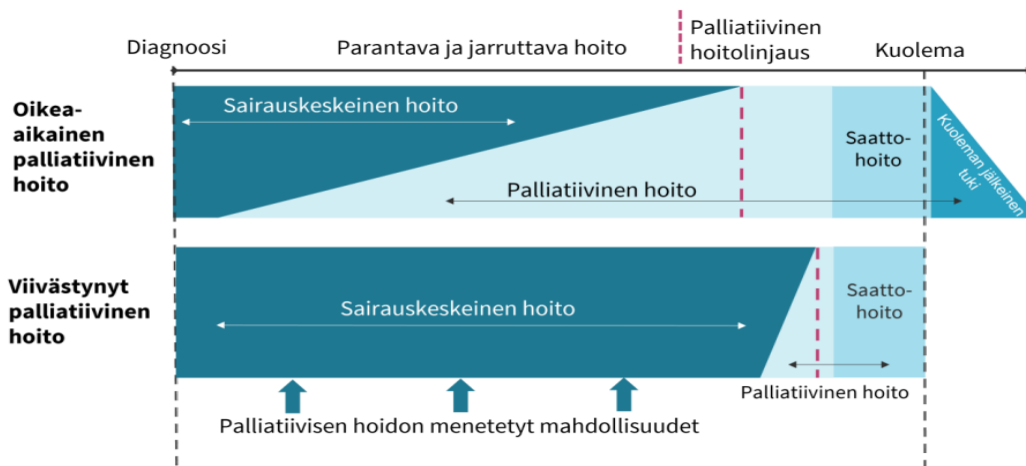 Diagnoosi
Parantava ja jarruttava hoito
Palliatiivinen
hoitolinjaus
Kuolema
Oikea-
aikainen
palliatiivinen
hoito
Sairauskeskeinen hoito
Palliatiivinen hoito
Saatto-
hoito
Kuoleman jälkeinen
tuki
Viivästynyt
palliatiivinen
hoito
Sairauskeskeinen hoito
Saatto-
hoito
Palliatiivinen hoito
Palliatiivisen hoidon menetetyt mahdollisuudet